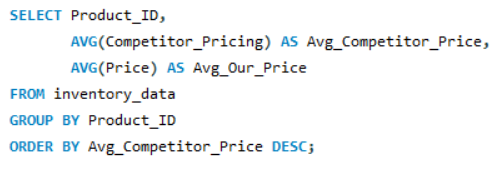 SELECT Product_ID,
AVG(Competitor_Pricing) AS Avg_Competitor_Price,
AVG(Price) AS Avg_Our_Price
FROM inventory_data
GROUP BY Product_ID
ORDER BY Avg_Competitor_Price DESC;